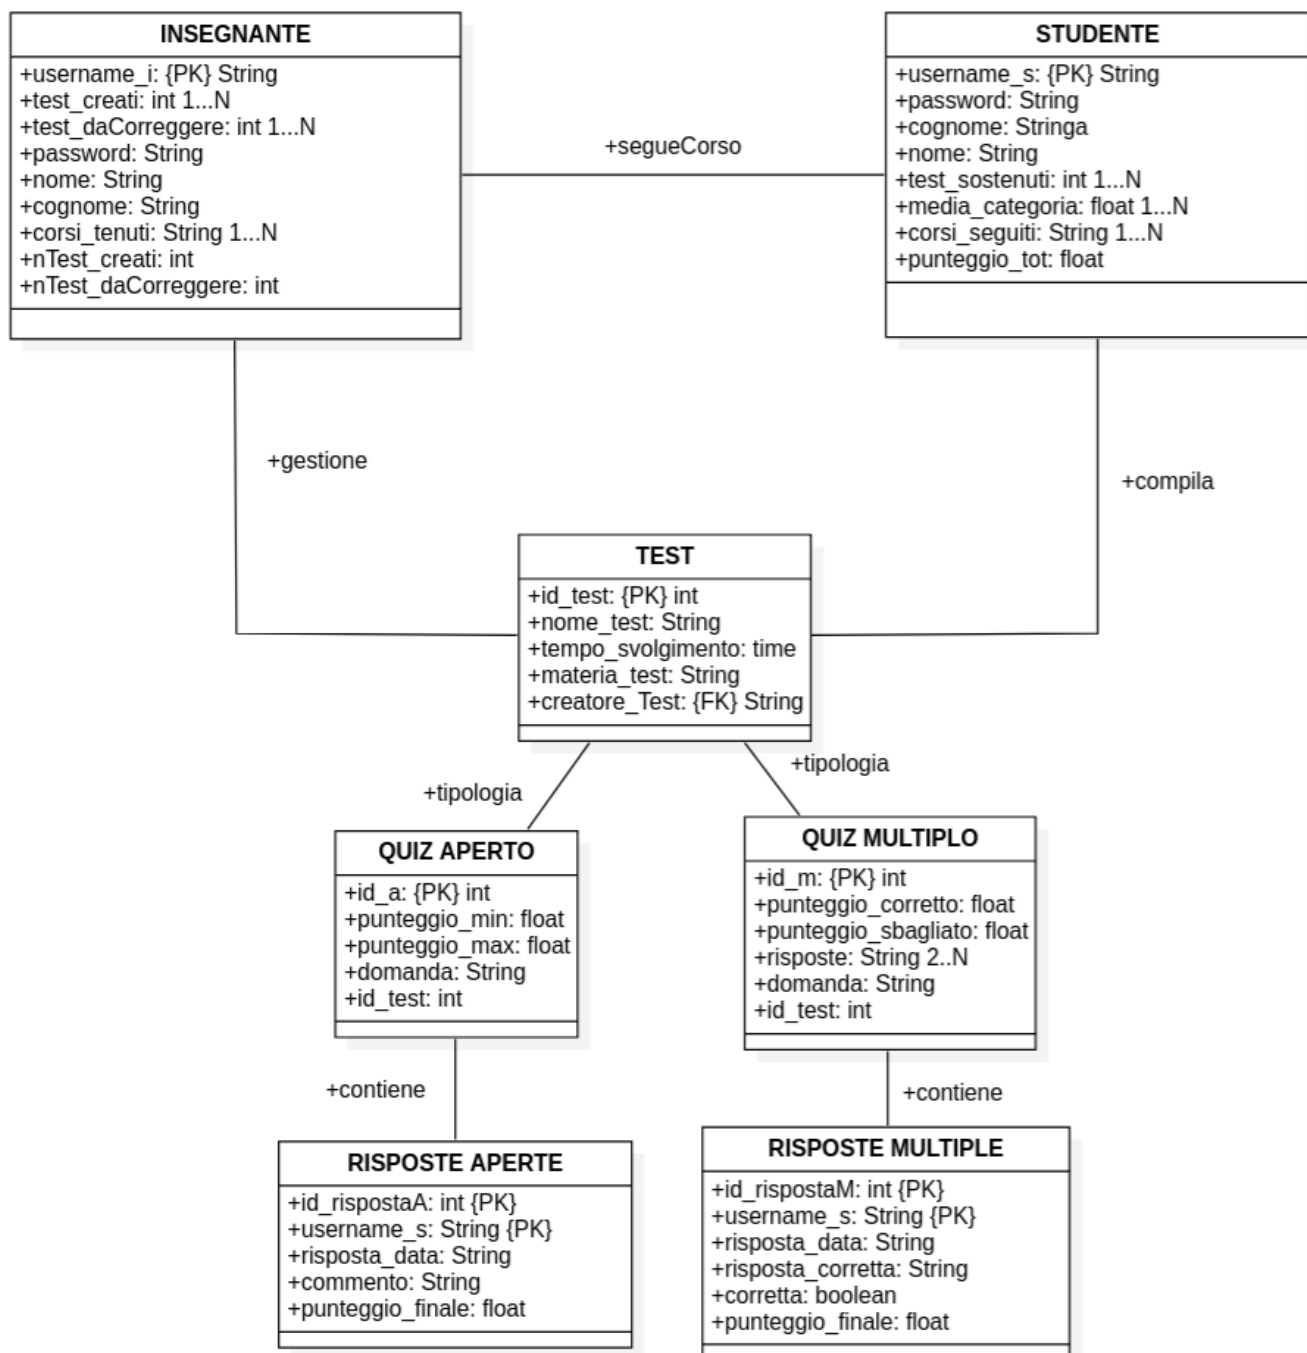 INSEGNANTE
+username_i: {PK} String
+test_creati: int 1...N
+test_daCorreggere: int 1...N
+password: String
+nome: String
+cognome: String
+corsi_tenuti: String 1...N
+nTest_creati: int
+nTest_daCorreggere: int
+segueCorso
STUDENTE
+username_s: {PK} String
+password: String
+cognome: Stringa
+nome: String
+test_sostenuti: int 1...N
+media_categoria: float 1...N
+corsi_seguiti: String 1...N
+punteggio_tot: float
+gestione
+compila
TEST
+id_test: {PK} int
+nome_test: String
+tempo_svolgimento: time
+materia_test: String
+creatore_Test: {FK} String
+tipologia
+tipologia
QUIZ APERTO
+id_a: {PK} int
+punteggio_min: float
+punteggio_max: float
+domanda: String
+id_test: int
QUIZ MULTIPLO
+id_m: {PK} int
+punteggio_corretto: float
+punteggio_sbagliato: float
+risposte: String 2..N
+domanda: String
+id_test: int
+contiene
+contiene
RISPOSTE APERTE
+id_rispostaA: int {PK}
+username_s: String {PK}
+risposta_data: String
+commento: String
+punteggio_finale: float
RISPOSTE MULTIPLE
+id_rispostaM: int {PK}
+username_s: String {PK}
+risposta_data: String
+risposta_corretta: String
+corretta: boolean
+punteggio_finale: float